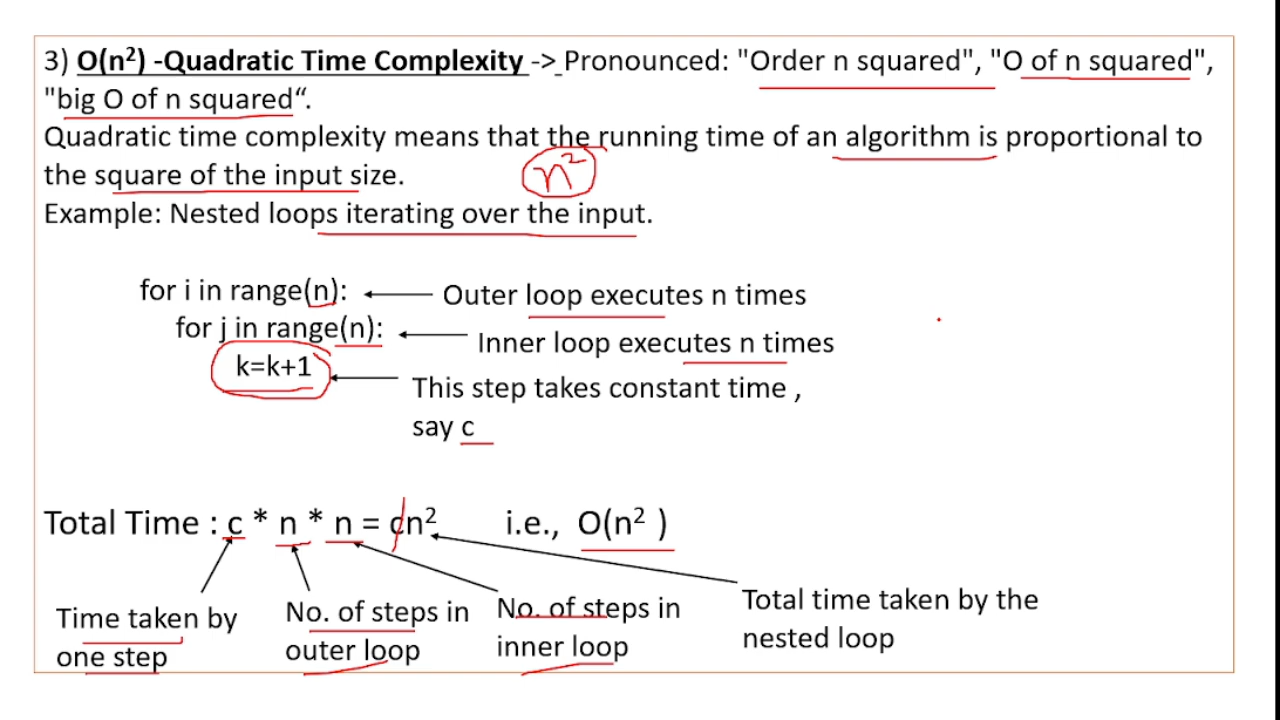 3) O(n²) -Quadratic Time Complexity -> Pronounced: "Order n squared", "O of n squared",
"big O of n squared“.
Quadratic time complexity means that the running time of an algorithm is proportional to
the square of the input size.
n²
Example: Nested loops iterating over the input.
for i in range(n):
Outer loop executes n times
for j in range(n):
Inner loop executes n times
k=k+1
This step takes constant time ,
say c
Total Time : c * n * n = cn² i.e., O(n² )
Time taken by
one step
No. of steps in
outer loop
No. of steps in
inner loop
Total time taken by the
nested loop